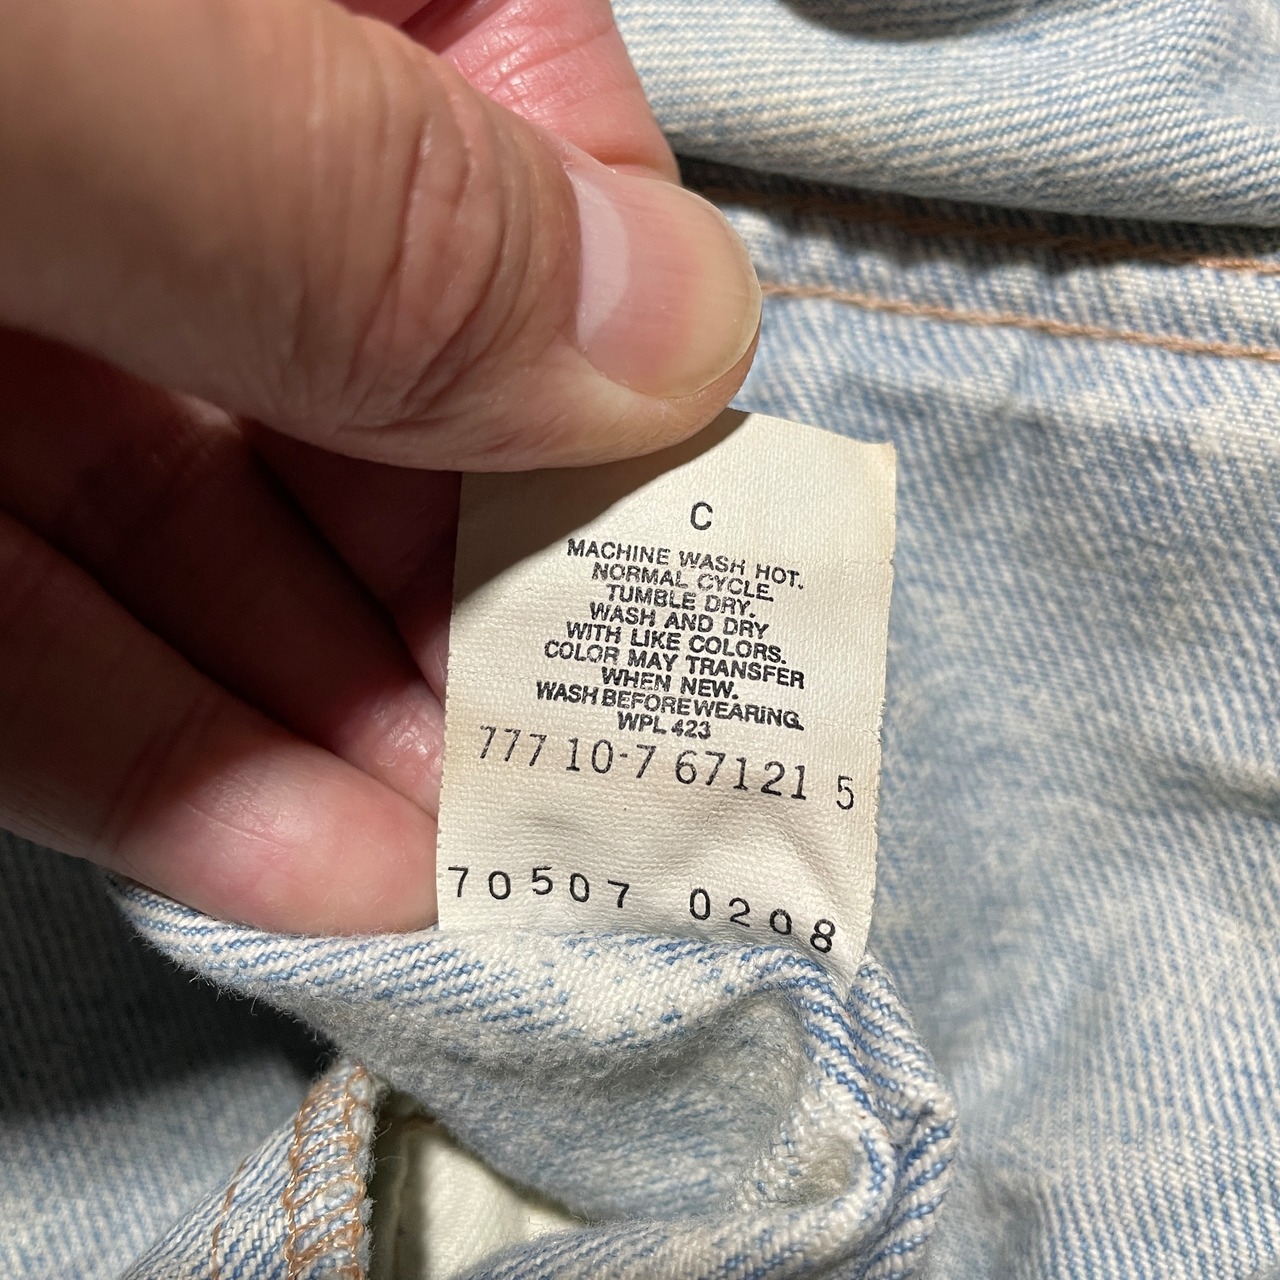 C
MACHINE WASH HOT.
NORMAL CYCLE.
TUMBLE DRY.
WASH AND DRY
WITH LIKE COLORS.
COLOR MAY TRANSFER
WHEN NEW.
WASH BEFORE WEARING.
WPL 423
777 10-7 67121 5
70507 0208